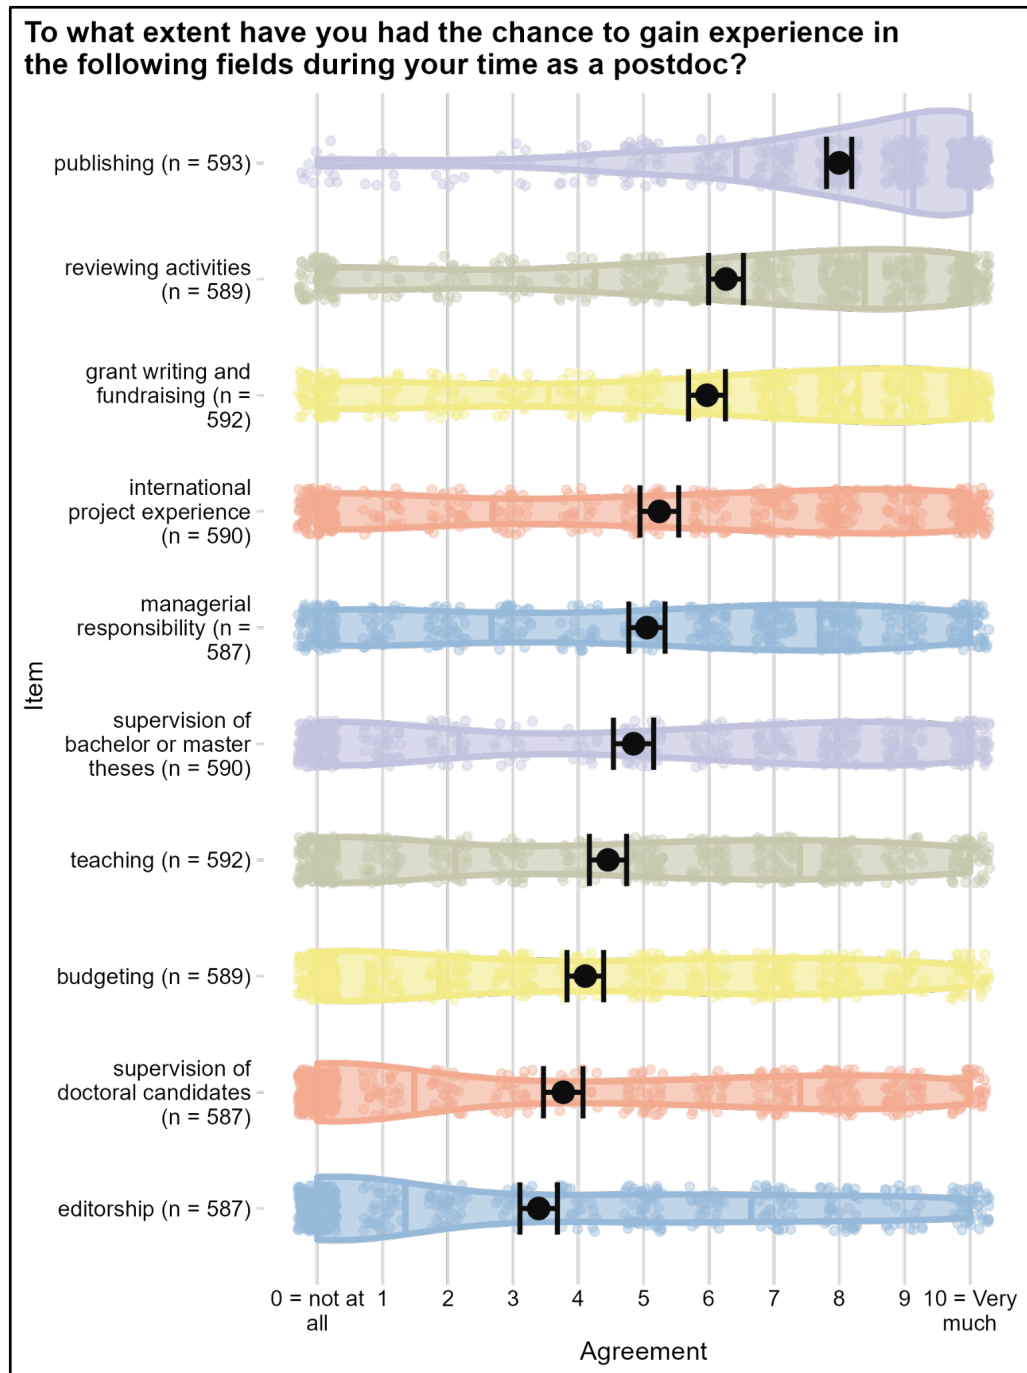 To what extent have you had the chance to gain experience in
the following fields during your time as a postdoc?
publishing (n = 593)
reviewing activities
(n = 589)
grant writing and
fundraising (n =
592)
international
project experience
(n = 590)
managerial
responsibility (n =
587)
Item
supervision of
bachelor or master
theses (n = 590)
teaching (n = 592)
budgeting (n = 589)
supervision of
doctoral candidates
(n = 587)
editorship (n = 587)
0 = not at
all
1
2
3
4
5
6
7
8
9
10 = Very
much
Agreement